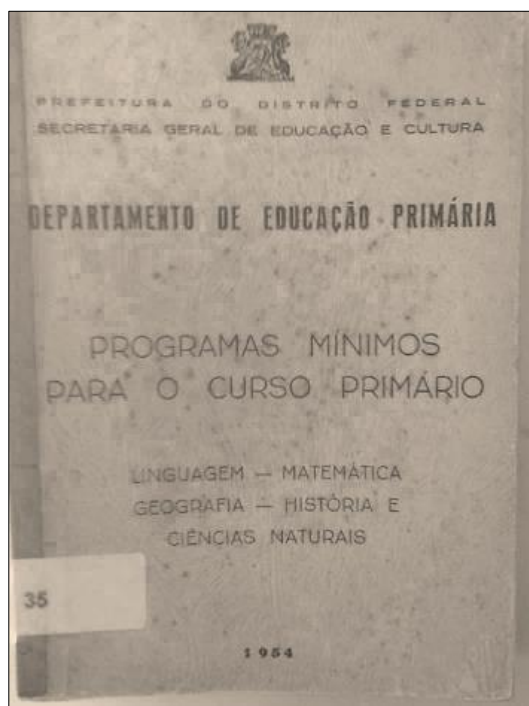 PREFEITURA DO DISTRITO FEDERAL
SECRETARIA GERAL DE EDUCAÇÃO E CULTURA
DEPARTAMENTO DE EDUCAÇÃO PRIMÁRIA
PROGRAMAS MÍNIMOS
PARA O CURSO PRIMÁRIO
LINGUAGEM — MATEMÁTICA
GEOGRAFIA — HISTÓRIA E
CIÊNCIAS NATURAIS
35
1954